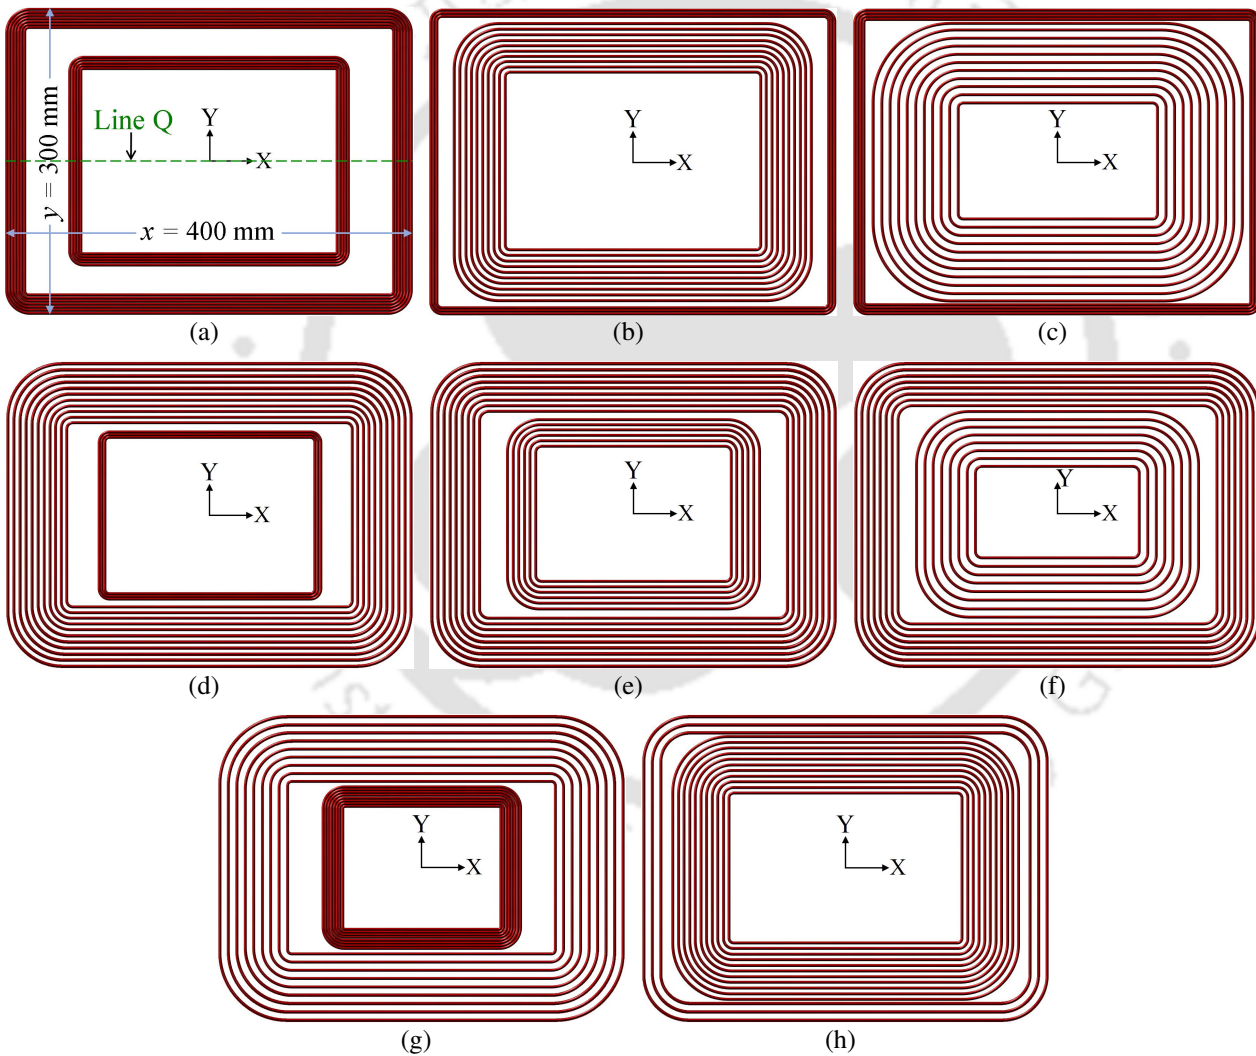 Line Q
Y
X
y = 300 mm
x = 400 mm
Y
X
Y
X
(a)
(b)
(c)
Y
X
Y
X
Y
X
(d)
(e)
(f)
Y
X
Y
X
(g)
(h)